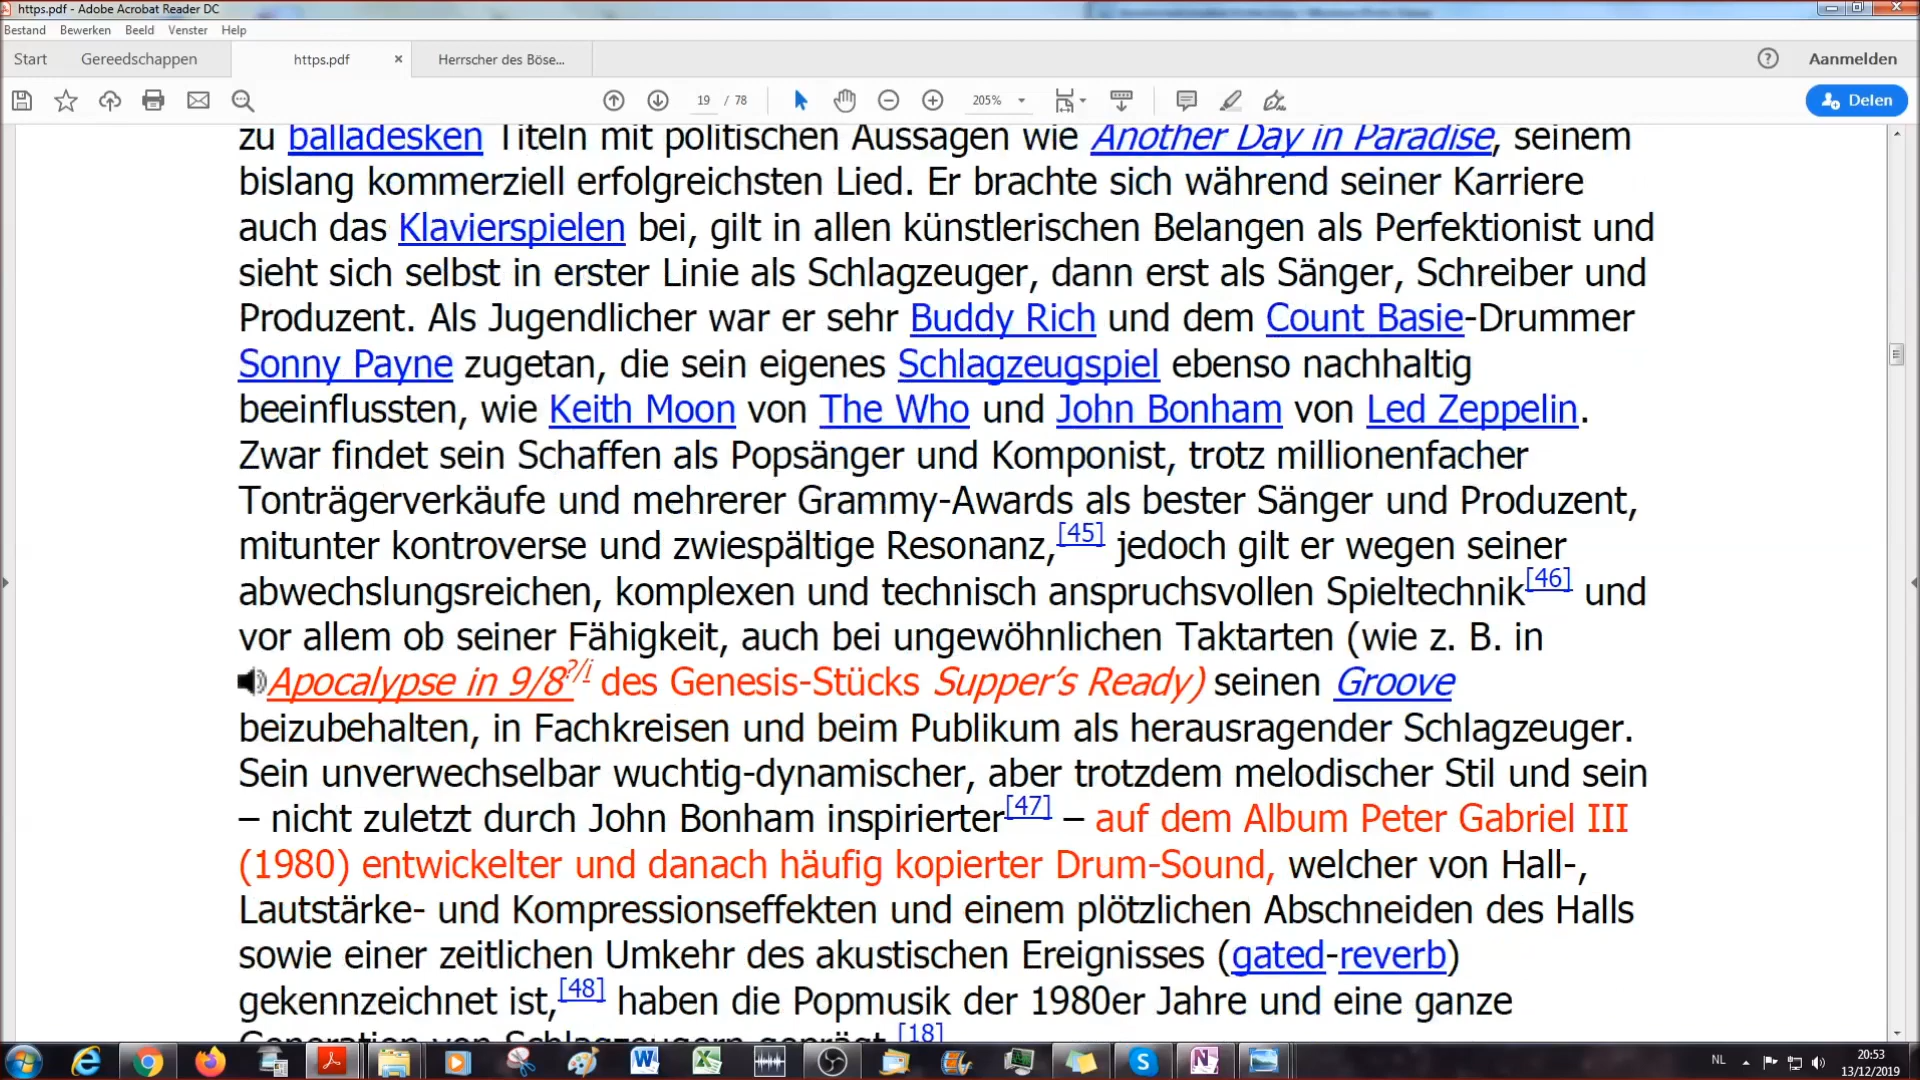 https.pdf - Adobe Acrobat Reader DC
Bestand Bewerken Beeld Venster Help
Start Gereedschappen https.pdf × Herrscher des Böse... ? Aanmelden
19 / 78 205% Delen
zu balladesken Titeln mit politischen Aussagen wie Another Day in Paradise, seinem
bislang kommerziell erfolgreichsten Lied. Er brachte sich während seiner Karriere
auch das Klavierspielen bei, gilt in allen künstlerischen Belangen als Perfektionist und
sieht sich selbst in erster Linie als Schlagzeuger, dann erst als Sänger, Schreiber und
Produzent. Als Jugendlicher war er sehr Buddy Rich und dem Count Basie-Drummer
Sonny Payne zugetan, die sein eigenes Schlagzeugspiel ebenso nachhaltig
beeinflussten, wie Keith Moon von The Who und John Bonham von Led Zeppelin.
Zwar findet sein Schaffen als Popsänger und Komponist, trotz millionenfacher
Tonträgerverkäufe und mehrerer Grammy-Awards als bester Sänger und Produzent,
mitunter kontroverse und zwiespältige Resonanz,[45] jedoch gilt er wegen seiner
abwechslungsreichen, komplexen und technisch anspruchsvollen Spieltechnik[46] und
vor allem ob seiner Fähigkeit, auch bei ungewöhnlichen Taktarten (wie z. B. in
Apocalypse in 9/8?/i des Genesis-Stücks Supper’s Ready) seinen Groove
beizubehalten, in Fachkreisen und beim Publikum als herausragender Schlagzeuger.
Sein unverwechselbar wuchtig-dynamischer, aber trotzdem melodischer Stil und sein
– nicht zuletzt durch John Bonham inspirierter[47] – auf dem Album Peter Gabriel III
(1980) entwickelter und danach häufig kopierter Drum-Sound, welcher von Hall-,
Lautstärke- und Kompressionseffekten und einem plötzlichen Abschneiden des Halls
sowie einer zeitlichen Umkehr des akustischen Ereignisses (gated-reverb)
gekennzeichnet ist,[48] haben die Popmusik der 1980er Jahre und eine ganze
Generation von Schlagzeugern geprägt.[18]
NL 20:53
13/12/2019